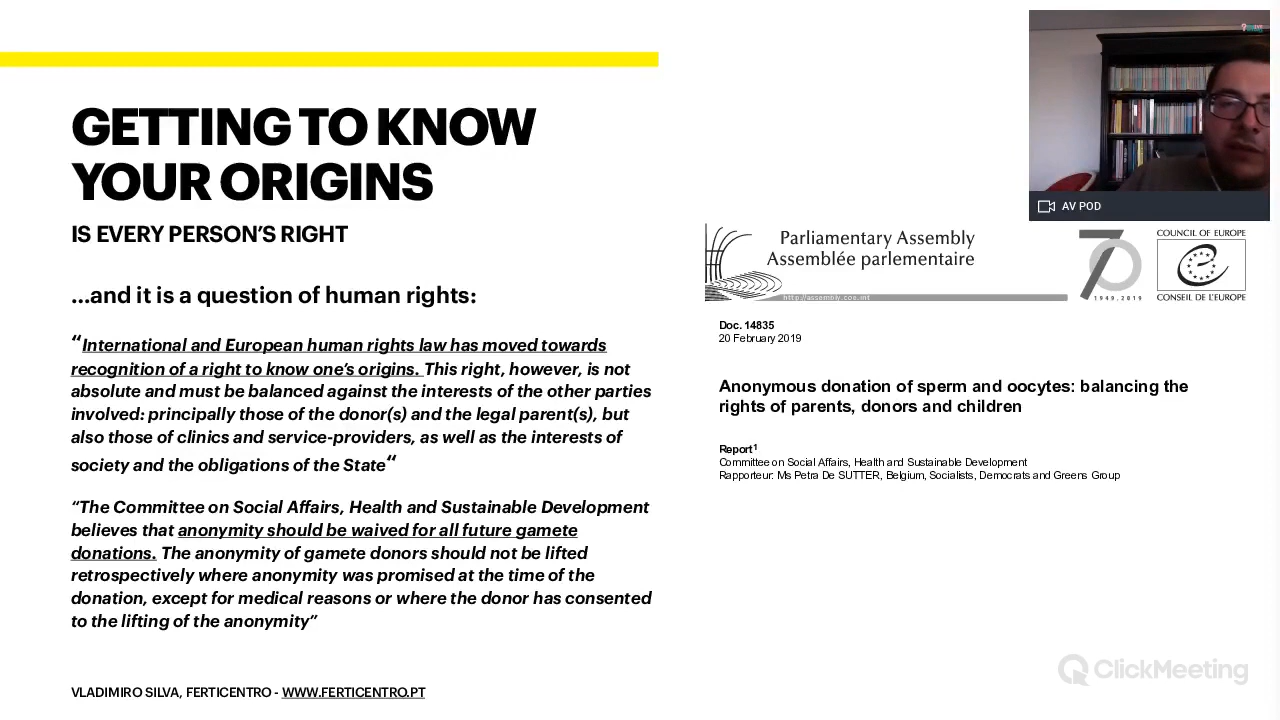 GETTING TO KNOW
YOUR ORIGINS
IS EVERY PERSON'S RIGHT
...and it is a question of human rights:
“International and European human rights law has moved towards
recognition of a right to know one’s origins. This right, however, is not
absolute and must be balanced against the interests of the other parties
involved: principally those of the donor(s) and the legal parent(s), but
also those of clinics and service-providers, as well as the interests of
society and the obligations of the State“
“The Committee on Social Affairs, Health and Sustainable Development
believes that anonymity should be waived for all future gamete
donations. The anonymity of gamete donors should not be lifted
retrospectively where anonymity was promised at the time of the
donation, except for medical reasons or where the donor has consented
to the lifting of the anonymity”
VLADIMIRO SILVA, FERTICENTRO - WWW.FERTICENTRO.PT
AV POD
Parliamentary Assembly
Assemblée parlementaire
http://assembly.coe.int
70
1949.2019
COUNCIL OF EUROPE
CONSEIL DE L'EUROPE
Doc. 14835
20 February 2019
Anonymous donation of sperm and oocytes: balancing the
rights of parents, donors and children
Report¹
Committee on Social Affairs, Health and Sustainable Development
Rapporteur: Ms Petra De SUTTER, Belgium, Socialists, Democrats and Greens Group
ClickMeeting